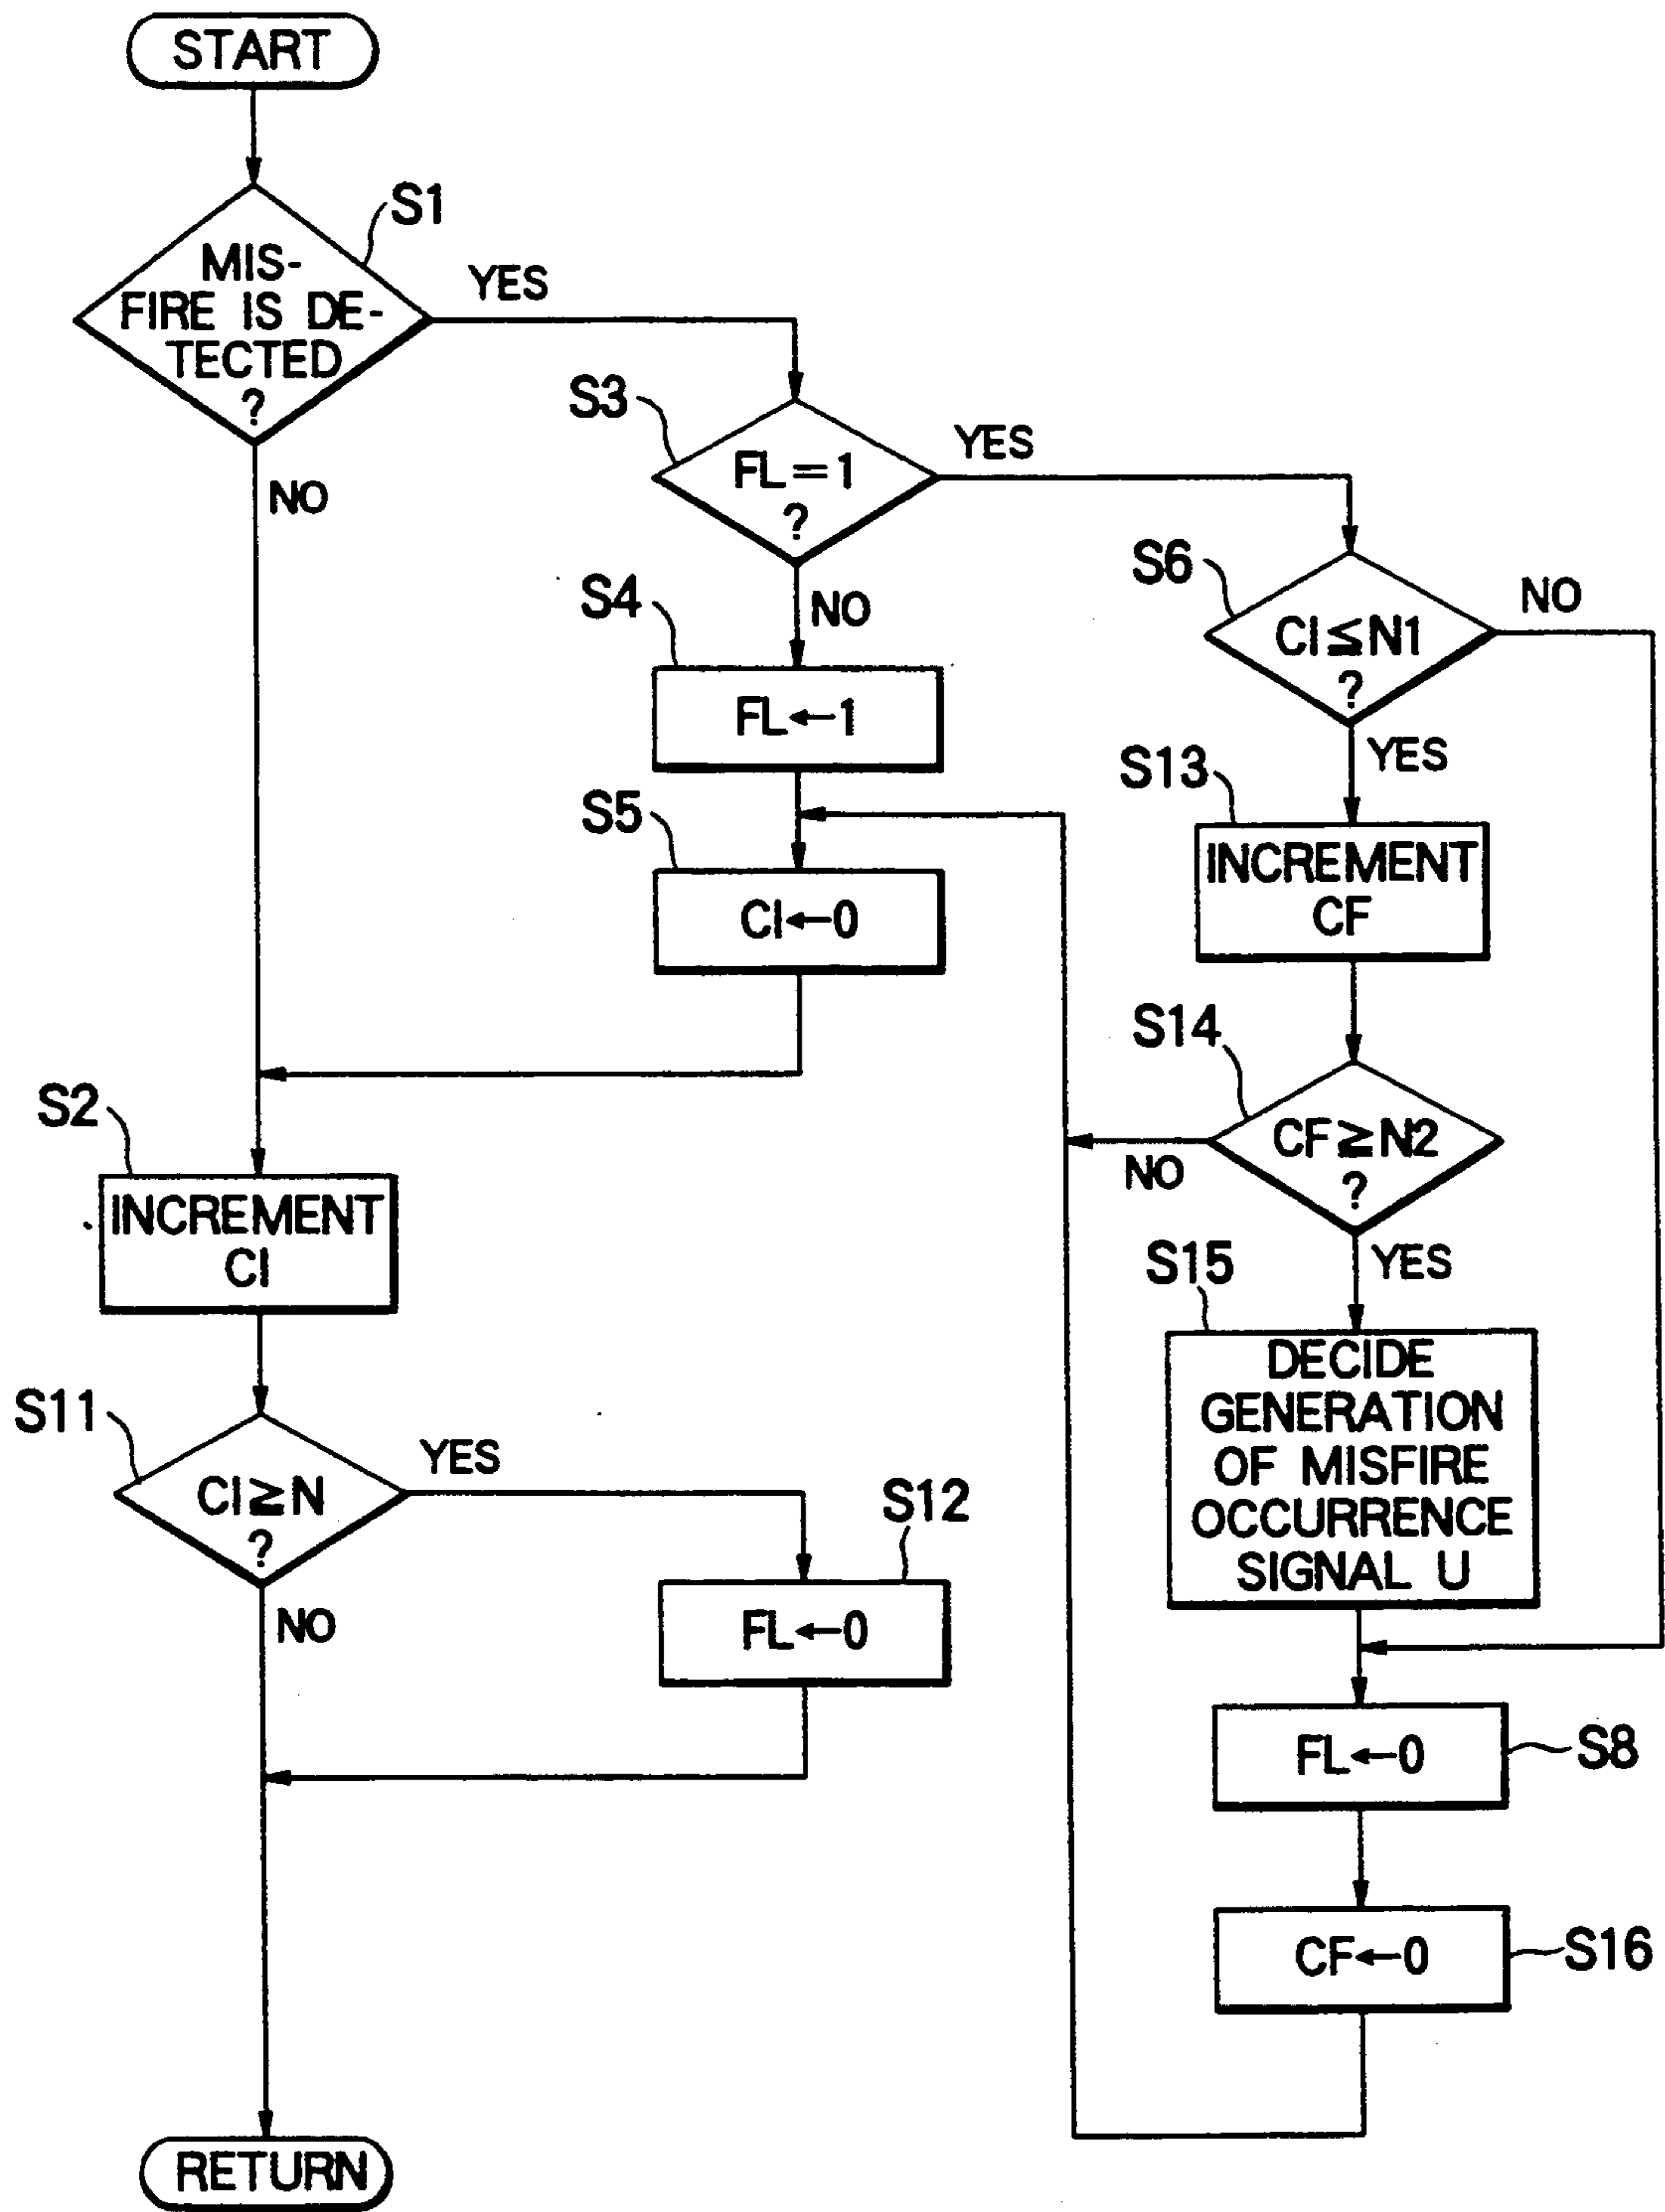 START
S1
MIS-
FIRE IS DE-
TECTED
?
YES
NO
S3
FL=1
?
YES
NO
S4
FL←1
S5
CI←0
S6
CI≦N1
?
NO
YES
S13
INCREMENT
CF
S14
CF≧N2
?
NO
YES
S15
DECIDE
GENERATION
OF MISFIRE
OCCURRENCE
SIGNAL U
S2
INCREMENT
CI
S11
CI≧N
?
YES
NO
S12
FL←0
FL←0
S8
CF←0
S16
RETURN